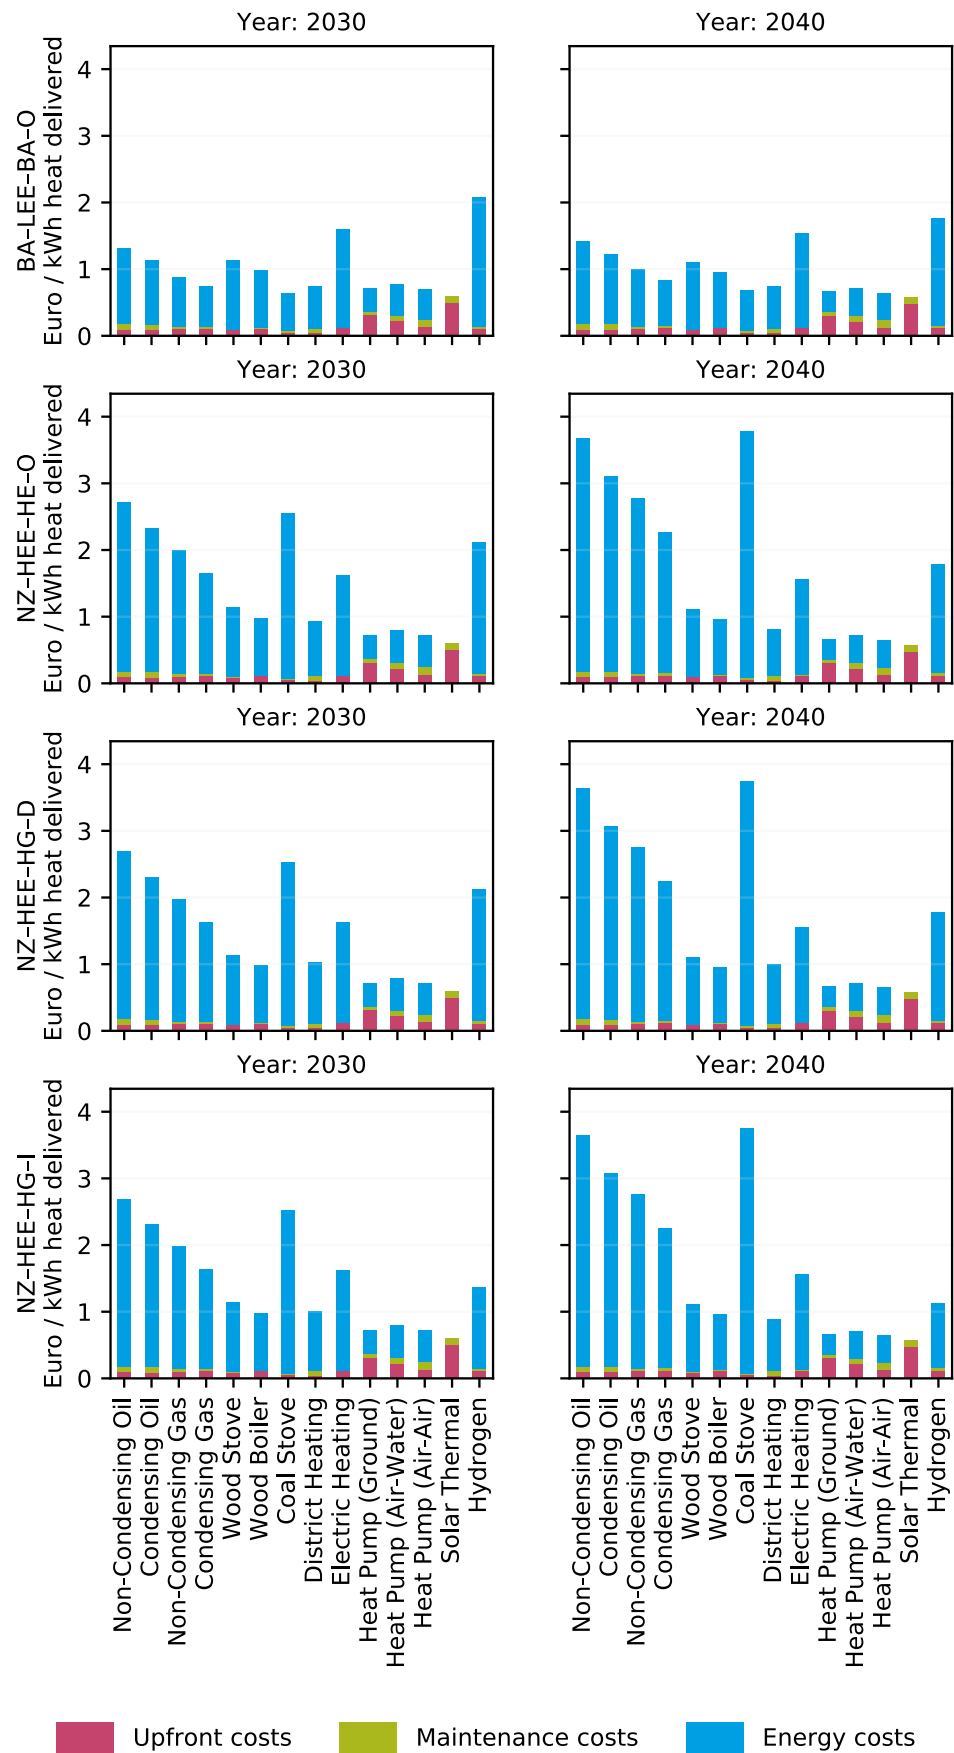 Year: 2030
Year: 2040
BA–LEE–BA–O
Euro / kWh heat delivered
4
3
2
1
0
Year: 2030
Year: 2040
NZ–HEE–HE–O
Euro / kWh heat delivered
4
3
2
1
0
Year: 2030
Year: 2040
NZ–HEE–HG–D
Euro / kWh heat delivered
4
3
2
1
0
Year: 2030
Year: 2040
NZ–HEE–HG–I
Euro / kWh heat delivered
4
3
2
1
0
Non-Condensing Oil
Condensing Oil
Non-Condensing Gas
Condensing Gas
Wood Stove
Wood Boiler
Coal Stove
District Heating
Electric Heating
Heat Pump (Ground)
Heat Pump (Air-Water)
Heat Pump (Air-Air)
Solar Thermal
Hydrogen
Non-Condensing Oil
Condensing Oil
Non-Condensing Gas
Condensing Gas
Wood Stove
Wood Boiler
Coal Stove
District Heating
Electric Heating
Heat Pump (Ground)
Heat Pump (Air-Water)
Heat Pump (Air-Air)
Solar Thermal
Hydrogen
Upfront costs
Maintenance costs
Energy costs